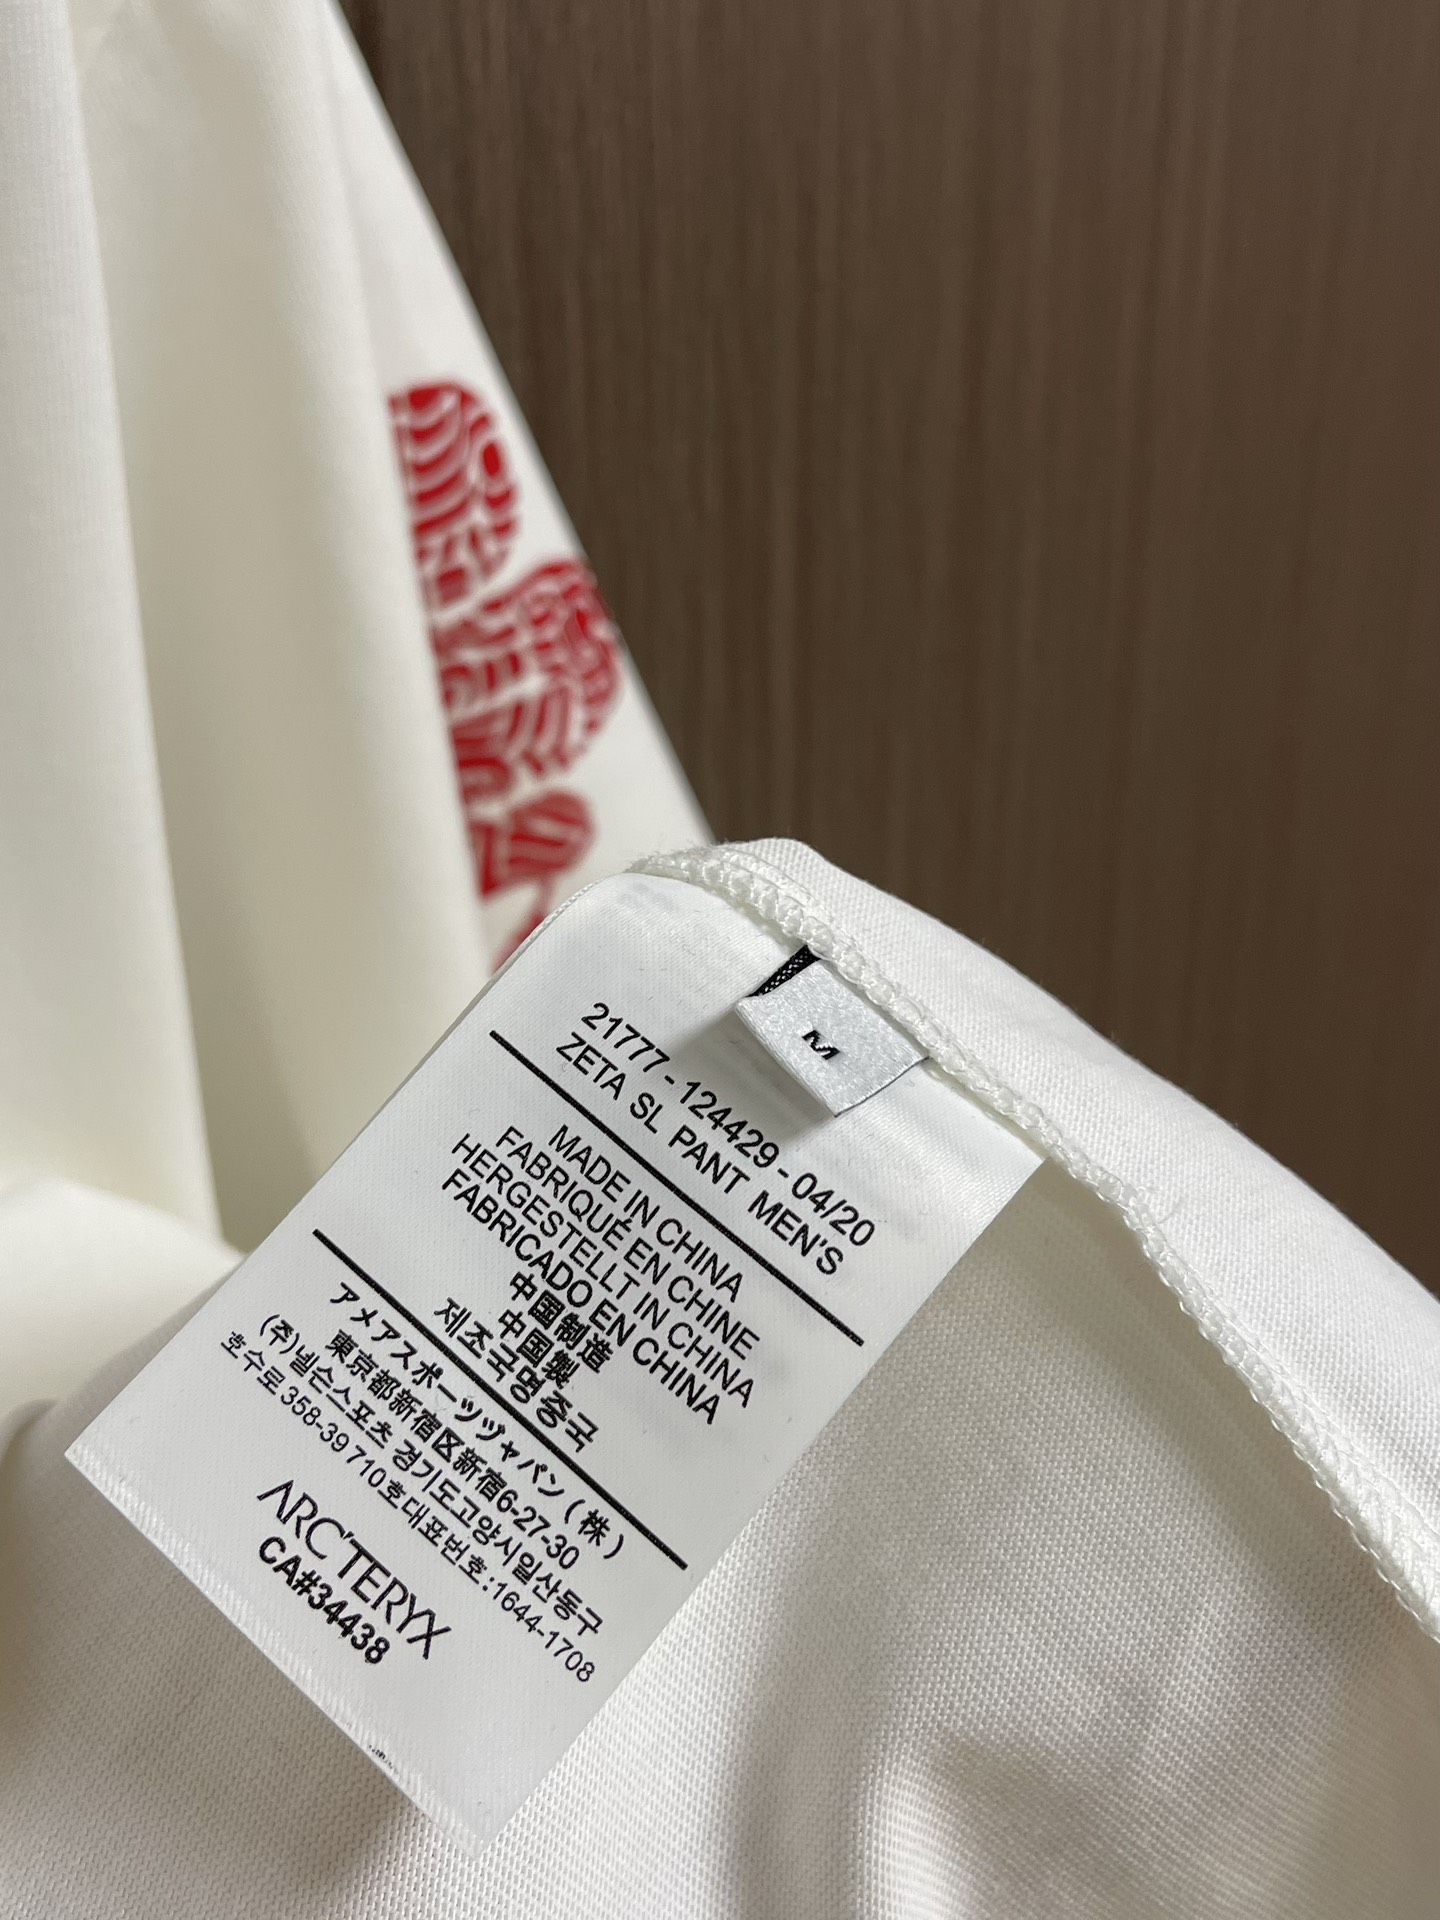 M
21777-124429-04/20
ZETA SL PANT MEN'S
MADE IN CHINA
FABRIQUÉ EN CHINE
HERGESTELLT IN CHINA
FABRICADO EN CHINA
中国制造
中国製
제조국명중국
アメアスポーツジャパン(株)
東京都新宿区新宿6-27-30
(주)넬슨스포츠 경기도고양시일산동구
호수로358-39 710호대표번호:1644-1708
ARC'TERYX
CA#34438